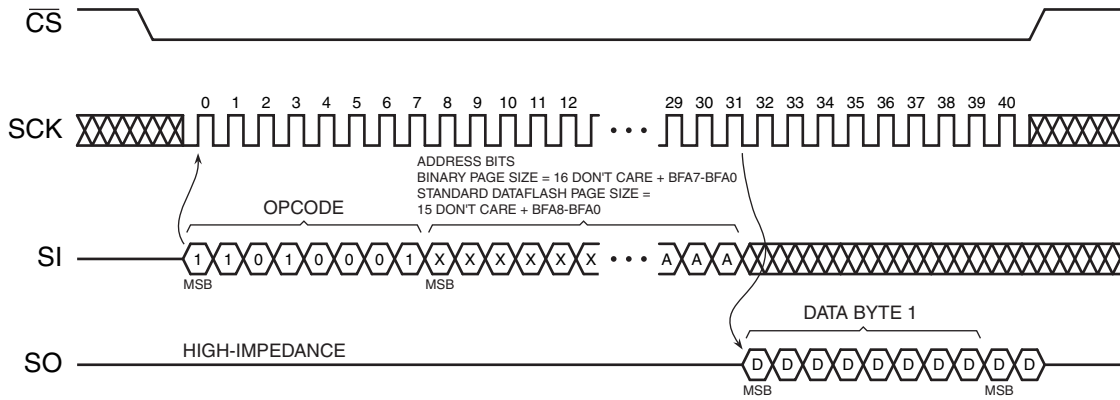 CS
SCK
0 1 2 3 4 5 6 7 8 9 10 11 12 29 30 31 32 33 34 35 36 37 38 39 40
ADDRESS BITS
BINARY PAGE SIZE = 16 DON'T CARE + BFA7-BFA0
STANDARD DATAFLASH PAGE SIZE =
15 DON'T CARE + BFA8-BFA0
OPCODE
SI
1 1 0 1 0 0 0 1 X X X X X X A A A
MSB MSB
DATA BYTE 1
SO
HIGH-IMPEDANCE
D D D D D D D D D D
MSB MSB